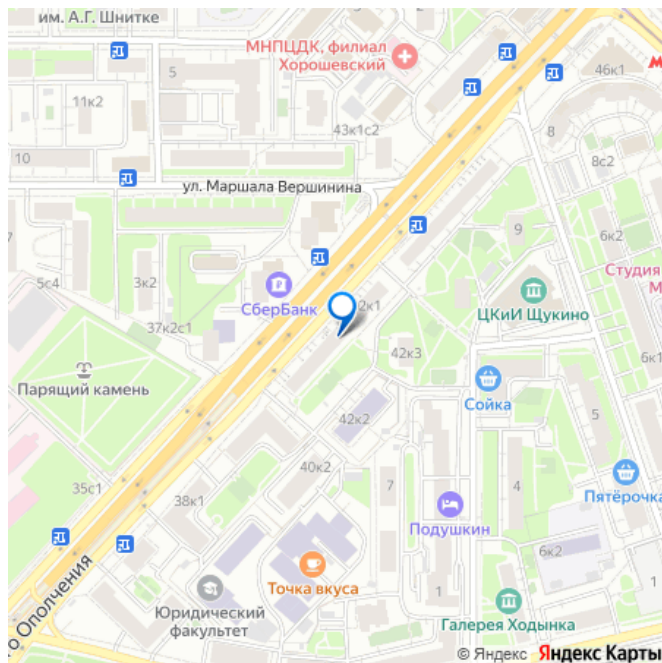 им. А.Г. Шнитке
МНПЦДК, филиал
Хорошевский
5
46к1
11к2
43к1с2
8
10
8с2
ул. Маршала Вершинина
9
6к2
5с4
3к2
Студия
СберБанк
2к1
ЦКиИ Щукино
37к2с1
42к3
6к1
Парящий камень
Сойка
42к2
5
40к2
7
4
Пятёрочка
35с1
38к1
Подушкин
6к2
о Ополчения
Точка вкуса
1
1
Юридический
факультет
Галерея Ходынка
© Яндекс Яндекс Карты